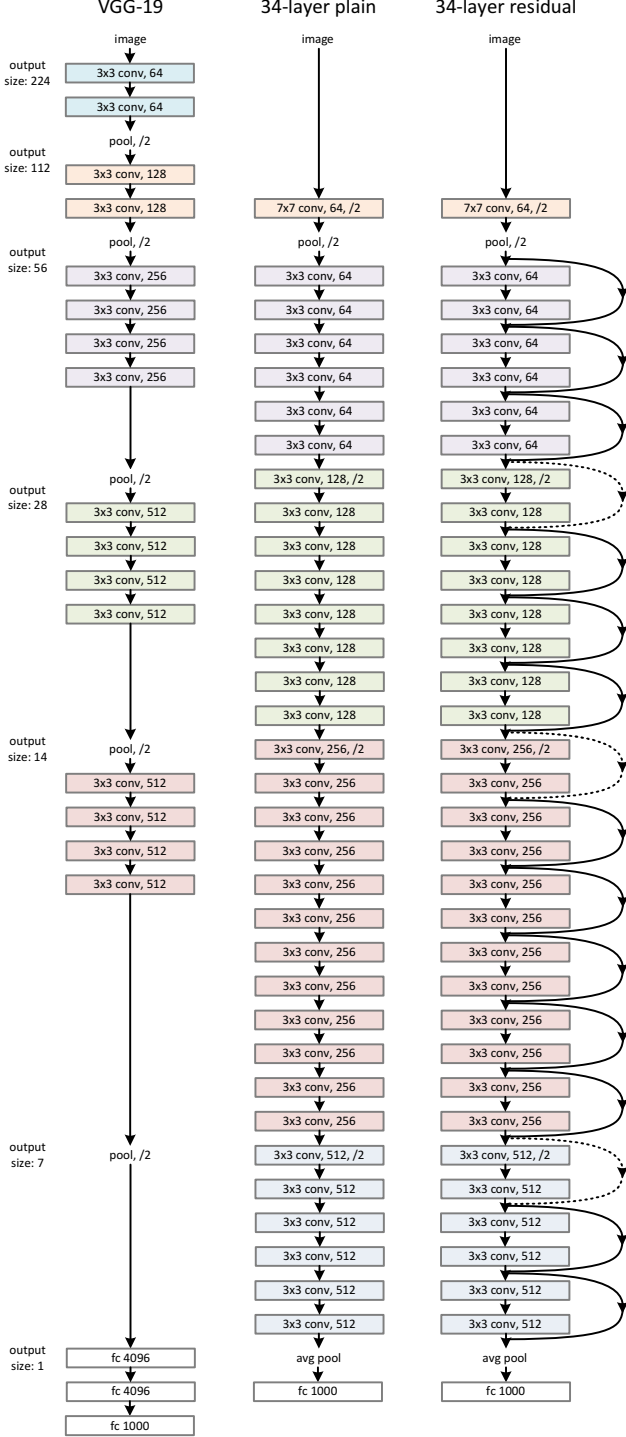 output
size: 224
output
size: 112
output
size: 56
output
size: 28
output
size: 14
output
size: 7
output
size: 1
VGG-19
image
3x3 conv, 64
3x3 conv, 64
pool, /2
3x3 conv, 128
3x3 conv, 128
pool, /2
3x3 conv, 256
3x3 conv, 256
3x3 conv, 256
3x3 conv, 256
pool, /2
3x3 conv, 512
3x3 conv, 512
3x3 conv, 512
3x3 conv, 512
pool, /2
3x3 conv, 512
3x3 conv, 512
3x3 conv, 512
3x3 conv, 512
pool, /2
fc 4096
fc 4096
fc 1000
34-layer plain
image
7x7 conv, 64, /2
pool, /2
3x3 conv, 64
3x3 conv, 64
3x3 conv, 64
3x3 conv, 64
3x3 conv, 64
3x3 conv, 64
3x3 conv, 128, /2
3x3 conv, 128
3x3 conv, 128
3x3 conv, 128
3x3 conv, 128
3x3 conv, 128
3x3 conv, 128
3x3 conv, 128
3x3 conv, 256, /2
3x3 conv, 256
3x3 conv, 256
3x3 conv, 256
3x3 conv, 256
3x3 conv, 256
3x3 conv, 256
3x3 conv, 256
3x3 conv, 256
3x3 conv, 256
3x3 conv, 256
3x3 conv, 256
3x3 conv, 512, /2
3x3 conv, 512
3x3 conv, 512
3x3 conv, 512
3x3 conv, 512
3x3 conv, 512
avg pool
fc 1000
34-layer residual
image
7x7 conv, 64, /2
pool, /2
3x3 conv, 64
3x3 conv, 64
3x3 conv, 64
3x3 conv, 64
3x3 conv, 64
3x3 conv, 64
3x3 conv, 128, /2
3x3 conv, 128
3x3 conv, 128
3x3 conv, 128
3x3 conv, 128
3x3 conv, 128
3x3 conv, 128
3x3 conv, 128
3x3 conv, 256, /2
3x3 conv, 256
3x3 conv, 256
3x3 conv, 256
3x3 conv, 256
3x3 conv, 256
3x3 conv, 256
3x3 conv, 256
3x3 conv, 256
3x3 conv, 256
3x3 conv, 256
3x3 conv, 256
3x3 conv, 512, /2
3x3 conv, 512
3x3 conv, 512
3x3 conv, 512
3x3 conv, 512
3x3 conv, 512
avg pool
fc 1000